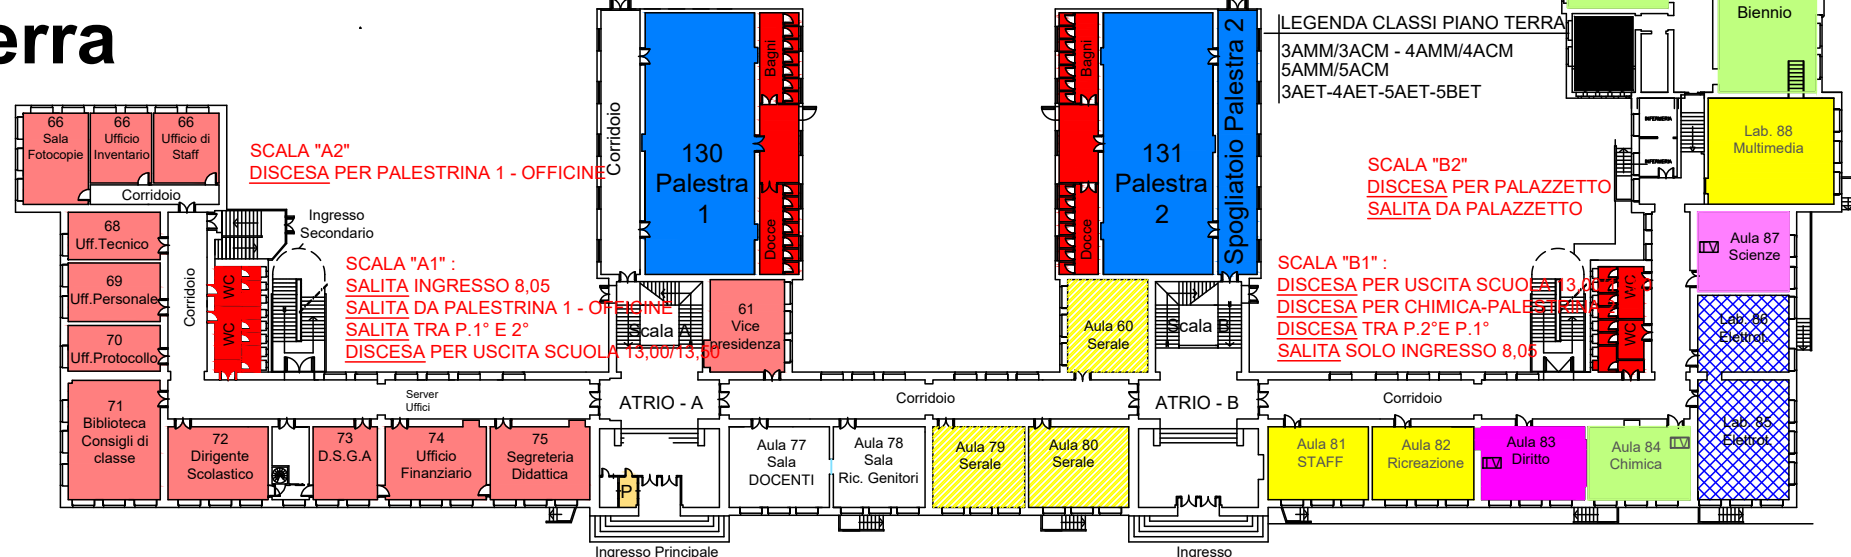 erra
66
Sala
Fotocopie
66
Ufficio
Inventario
66
Ufficio di
Staff
Corridoio
SCALA "A2"
DISCESA PER PALESTRINA 1 - OFFICINE
68
Uff.Tecnico
69
Uff.Personale
70
Uff.Protocollo
71
Biblioteca
Consigli di
classe
Corridoio
WC
WC
Ingresso
Secondario
SCALA "A1" :
SALITA INGRESSO 8,05
SALITA DA PALESTRINA 1 - OFFICINE
SALITA TRA P.1° E 2°
DISCESA PER USCITA SCUOLA 13,00/13,50
Corridoio
130
Palestra
1
Bagni
Docce
Scala A
61
Vice
presidenza
Server
Uffici
ATRIO - A
Corridoio
72
Dirigente
Scolastico
73
D.S.G.A
74
Ufficio
Finanziario
75
Segreteria
Didattica
P
Ingresso Principale
Aula 77
Sala
DOCENTI
Aula 78
Sala
Ric. Genitori
Aula 79
Serale
Aula 80
Serale
Bagni
Docce
131
Palestra
2
Spogliatoio Palestra 2
Aula 60
Serale
Scala B
ATRIO - B
Ingresso
LEGENDA CLASSI PIANO TERRA
3AMM/3ACM - 4AMM/4ACM
5AMM/5ACM
3AET-4AET-5AET-5BET
SCALA "B2"
DISCESA PER PALAZZETTO
SALITA DA PALAZZETTO
SCALA "B1" :
DISCESA PER USCITA SCUOLA 13,0
DISCESA PER CHIMICA-PALESTRINA
DISCESA TRA P.2°E P.1°
SALITA SOLO INGRESSO 8,05
WC
WC
Corridoio
Aula 81
STAFF
Aula 82
Ricreazione
Aula 83
Diritto
LV
Aula 84
Chimica
LV
Biennio
INFERMERIA
INFERMERIA
Lab. 88
Multimedia
Aula 87
Scienze
LV
Lab. 86
Elettrot.
Lab. 85
Elettrot.